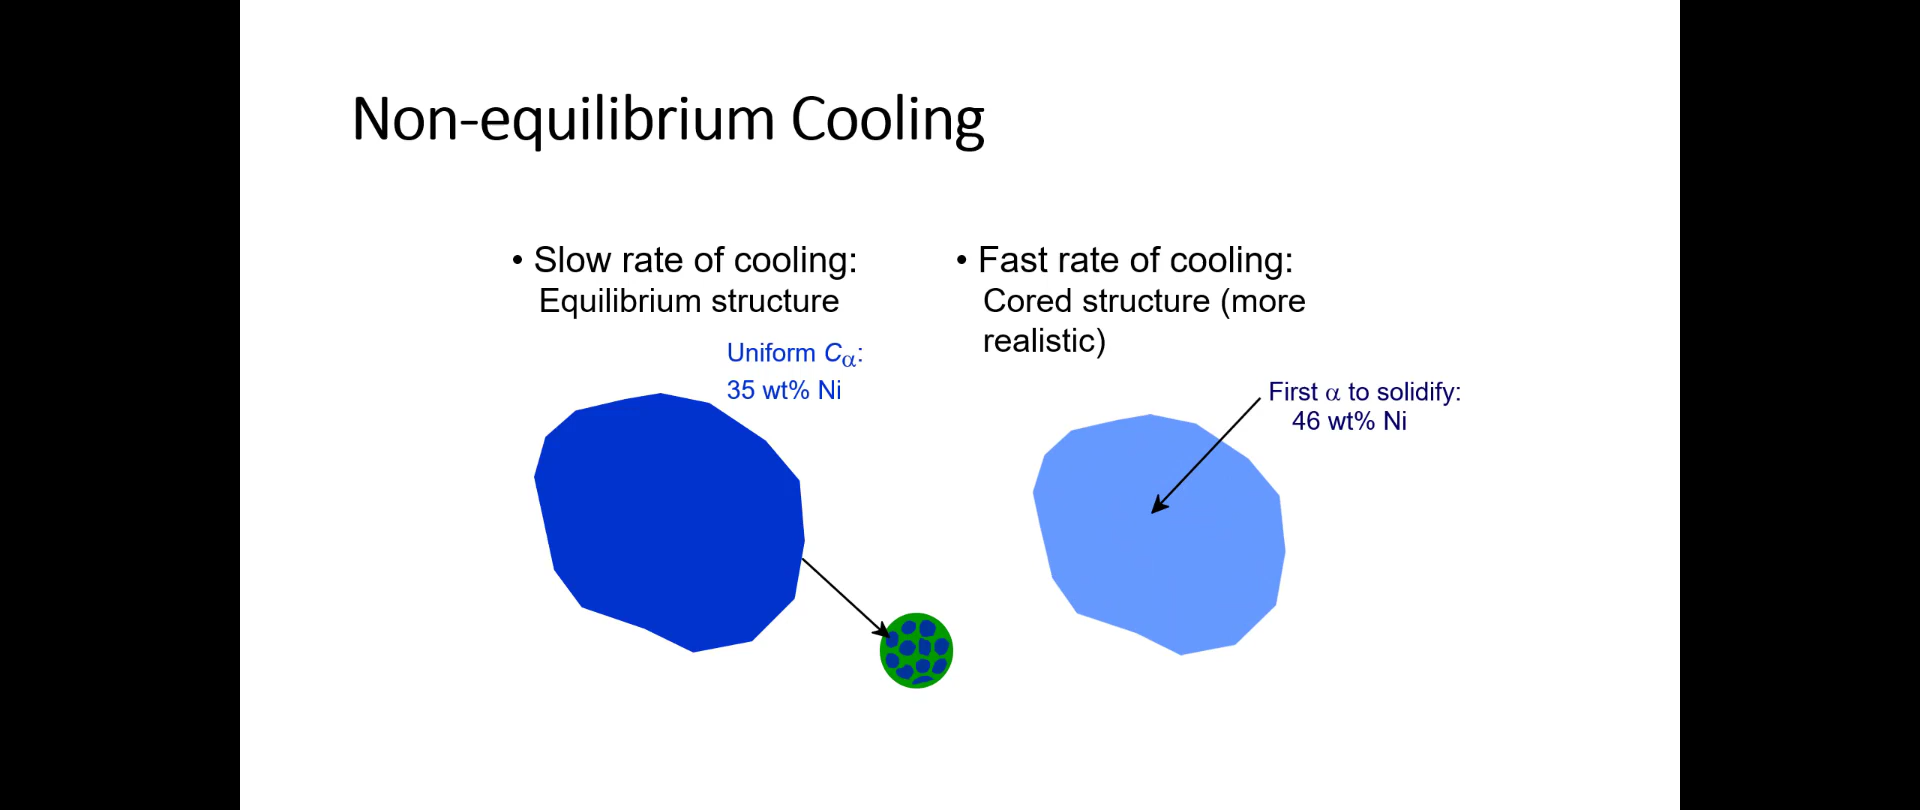 Non-equilibrium Cooling
• Slow rate of cooling:
Equilibrium structure
Uniform Cα:
35 wt% Ni
• Fast rate of cooling:
Cored structure (more
realistic)
First α to solidify:
46 wt% Ni